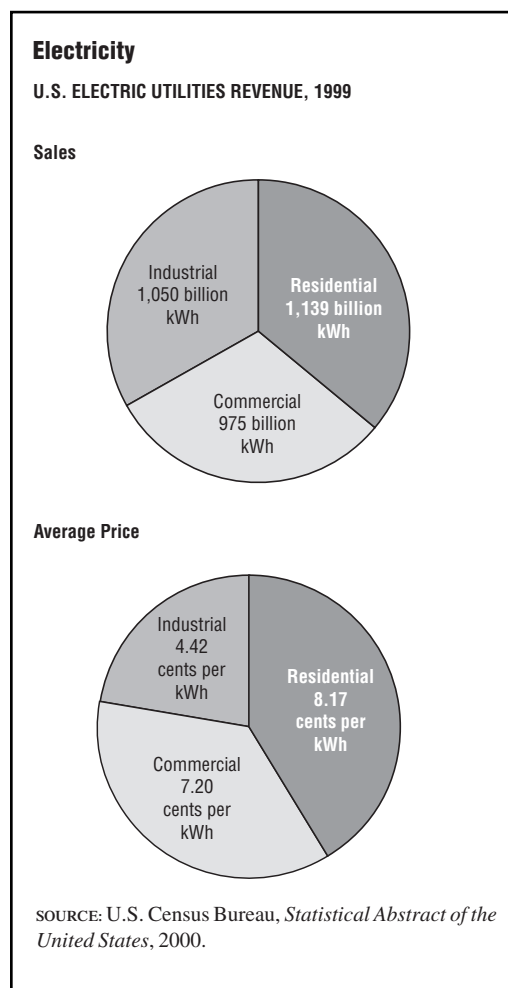 Electricity
U.S. ELECTRIC UTILITIES REVENUE, 1999
Sales
Industrial
1,050 billion
kWh
Residential
1,139 billion
kWh
Commercial
975 billion
kWh
Average Price
Industrial
4.42
cents per
kWh
Residential
8.17
cents per
kWh
Commercial
7.20
cents per
kWh
SOURCE: U.S. Census Bureau, Statistical Abstract of the
United States, 2000.